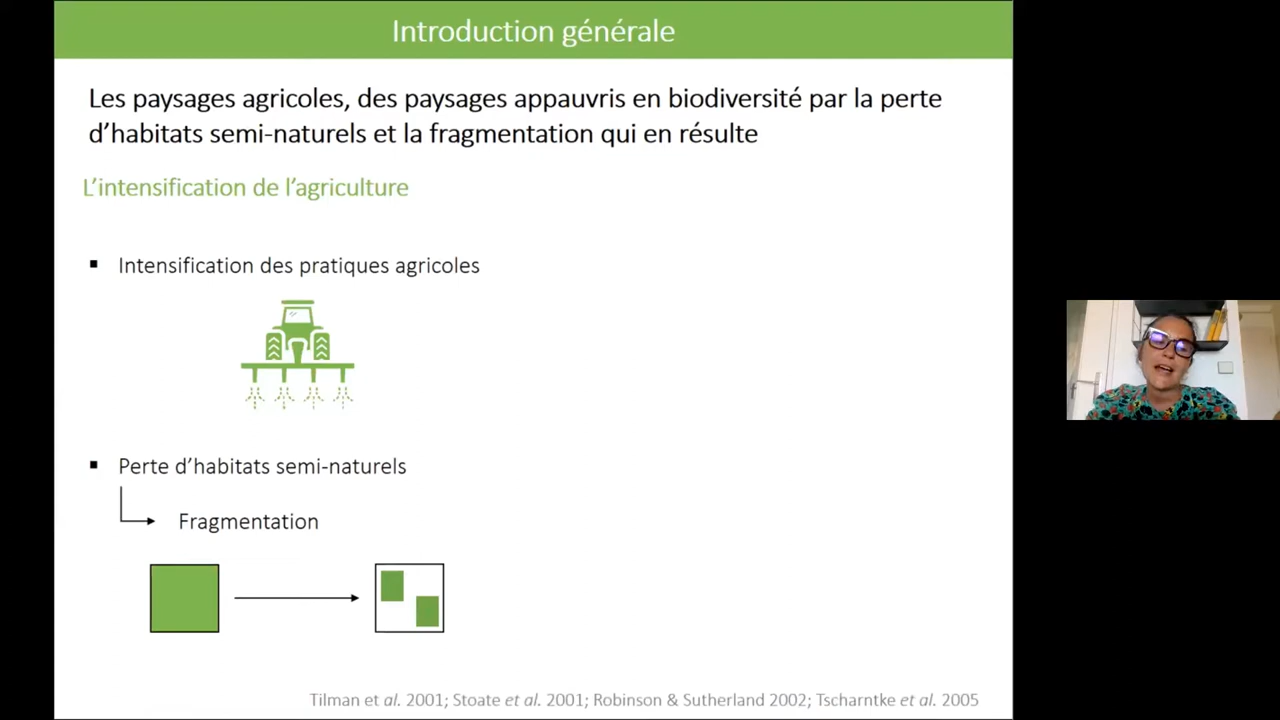 Introduction générale
Les paysages agricoles, des paysages appauvris en biodiversité par la perte
d’habitats semi-naturels et la fragmentation qui en résulte
L’intensification de l’agriculture
▪ Intensification des pratiques agricoles
▪ Perte d’habitats semi-naturels
Fragmentation
Tilman et al. 2001; Stoate et al. 2001; Robinson & Sutherland 2002; Tscharntke et al. 2005